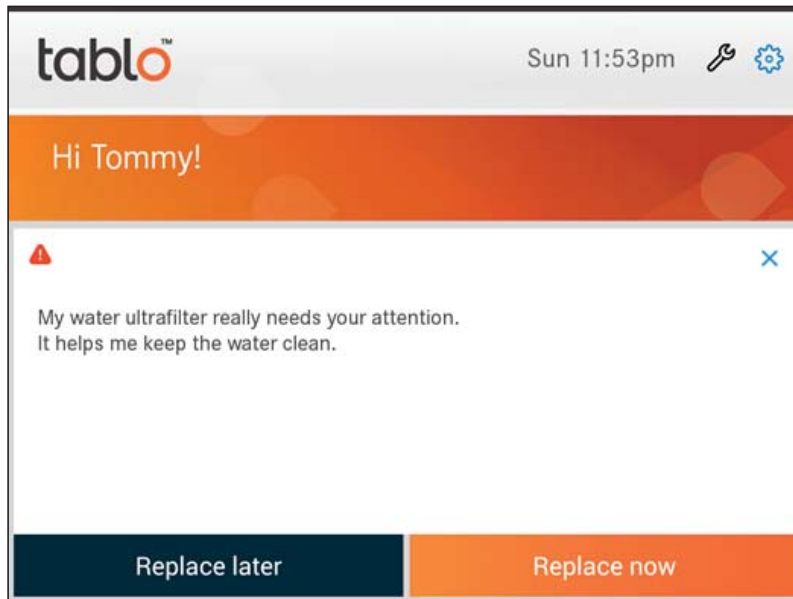 tablo™
Sun 11:53pm
Hi Tommy!
My water ultrafilter really needs your attention.
It helps me keep the water clean.
Replace later
Replace now